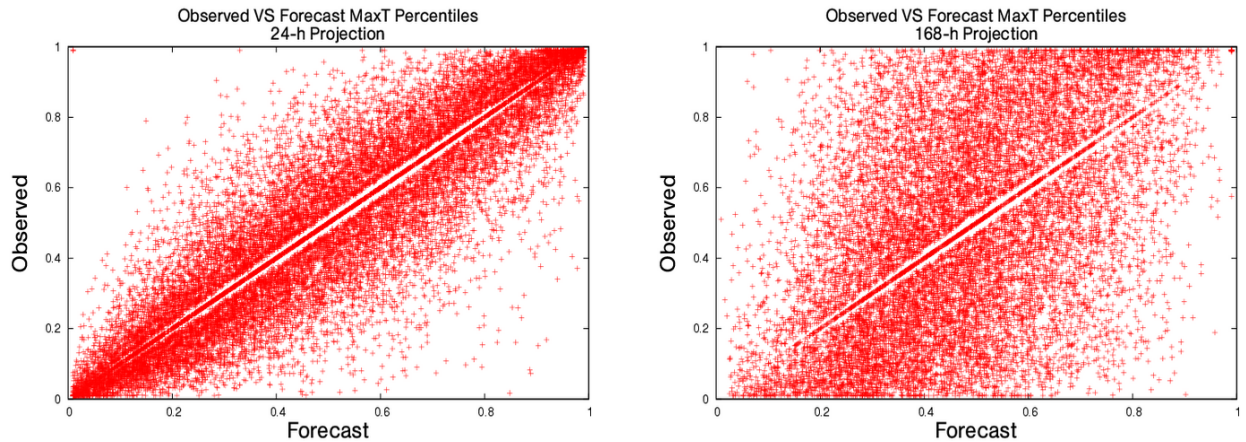 Observed VS Forecast MaxT Percentiles
24-h Projection
1
0.8
0.6
0.4
0.2
0
Observed
0 0.2 0.4 0.6 0.8 1
Forecast
Observed VS Forecast MaxT Percentiles
168-h Projection
1
0.8
0.6
0.4
0.2
0
Observed
0 0.2 0.4 0.6 0.8 1
Forecast